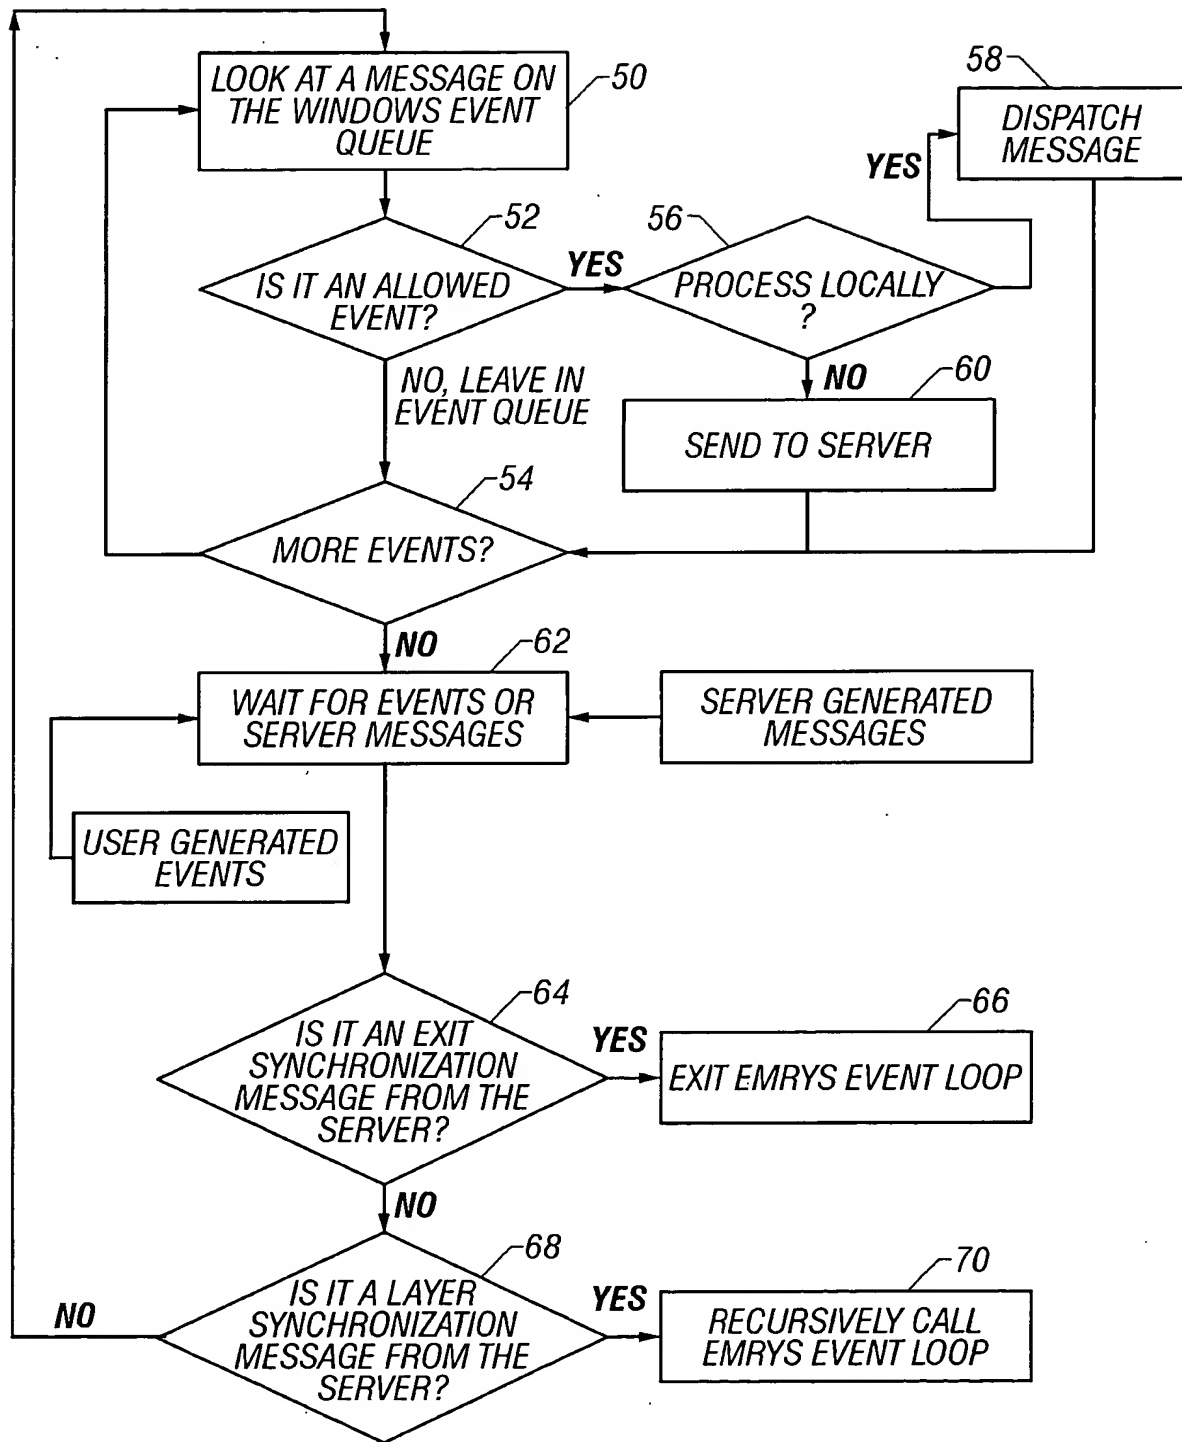 LOOK AT A MESSAGE ON
THE WINDOWS EVENT
QUEUE
50
58
DISPATCH
MESSAGE
YES
52
56
IS IT AN ALLOWED
EVENT?
YES
PROCESS LOCALLY
?
NO, LEAVE IN
EVENT QUEUE
NO
60
SEND TO SERVER
54
MORE EVENTS?
NO
62
WAIT FOR EVENTS OR
SERVER MESSAGES
SERVER GENERATED
MESSAGES
USER GENERATED
EVENTS
64
IS IT AN EXIT
SYNCHRONIZATION
MESSAGE FROM THE
SERVER?
YES
66
EXIT EMRYS EVENT LOOP
NO
68
IS IT A LAYER
SYNCHRONIZATION
MESSAGE FROM THE
SERVER?
NO
YES
70
RECURSIVELY CALL
EMRYS EVENT LOOP